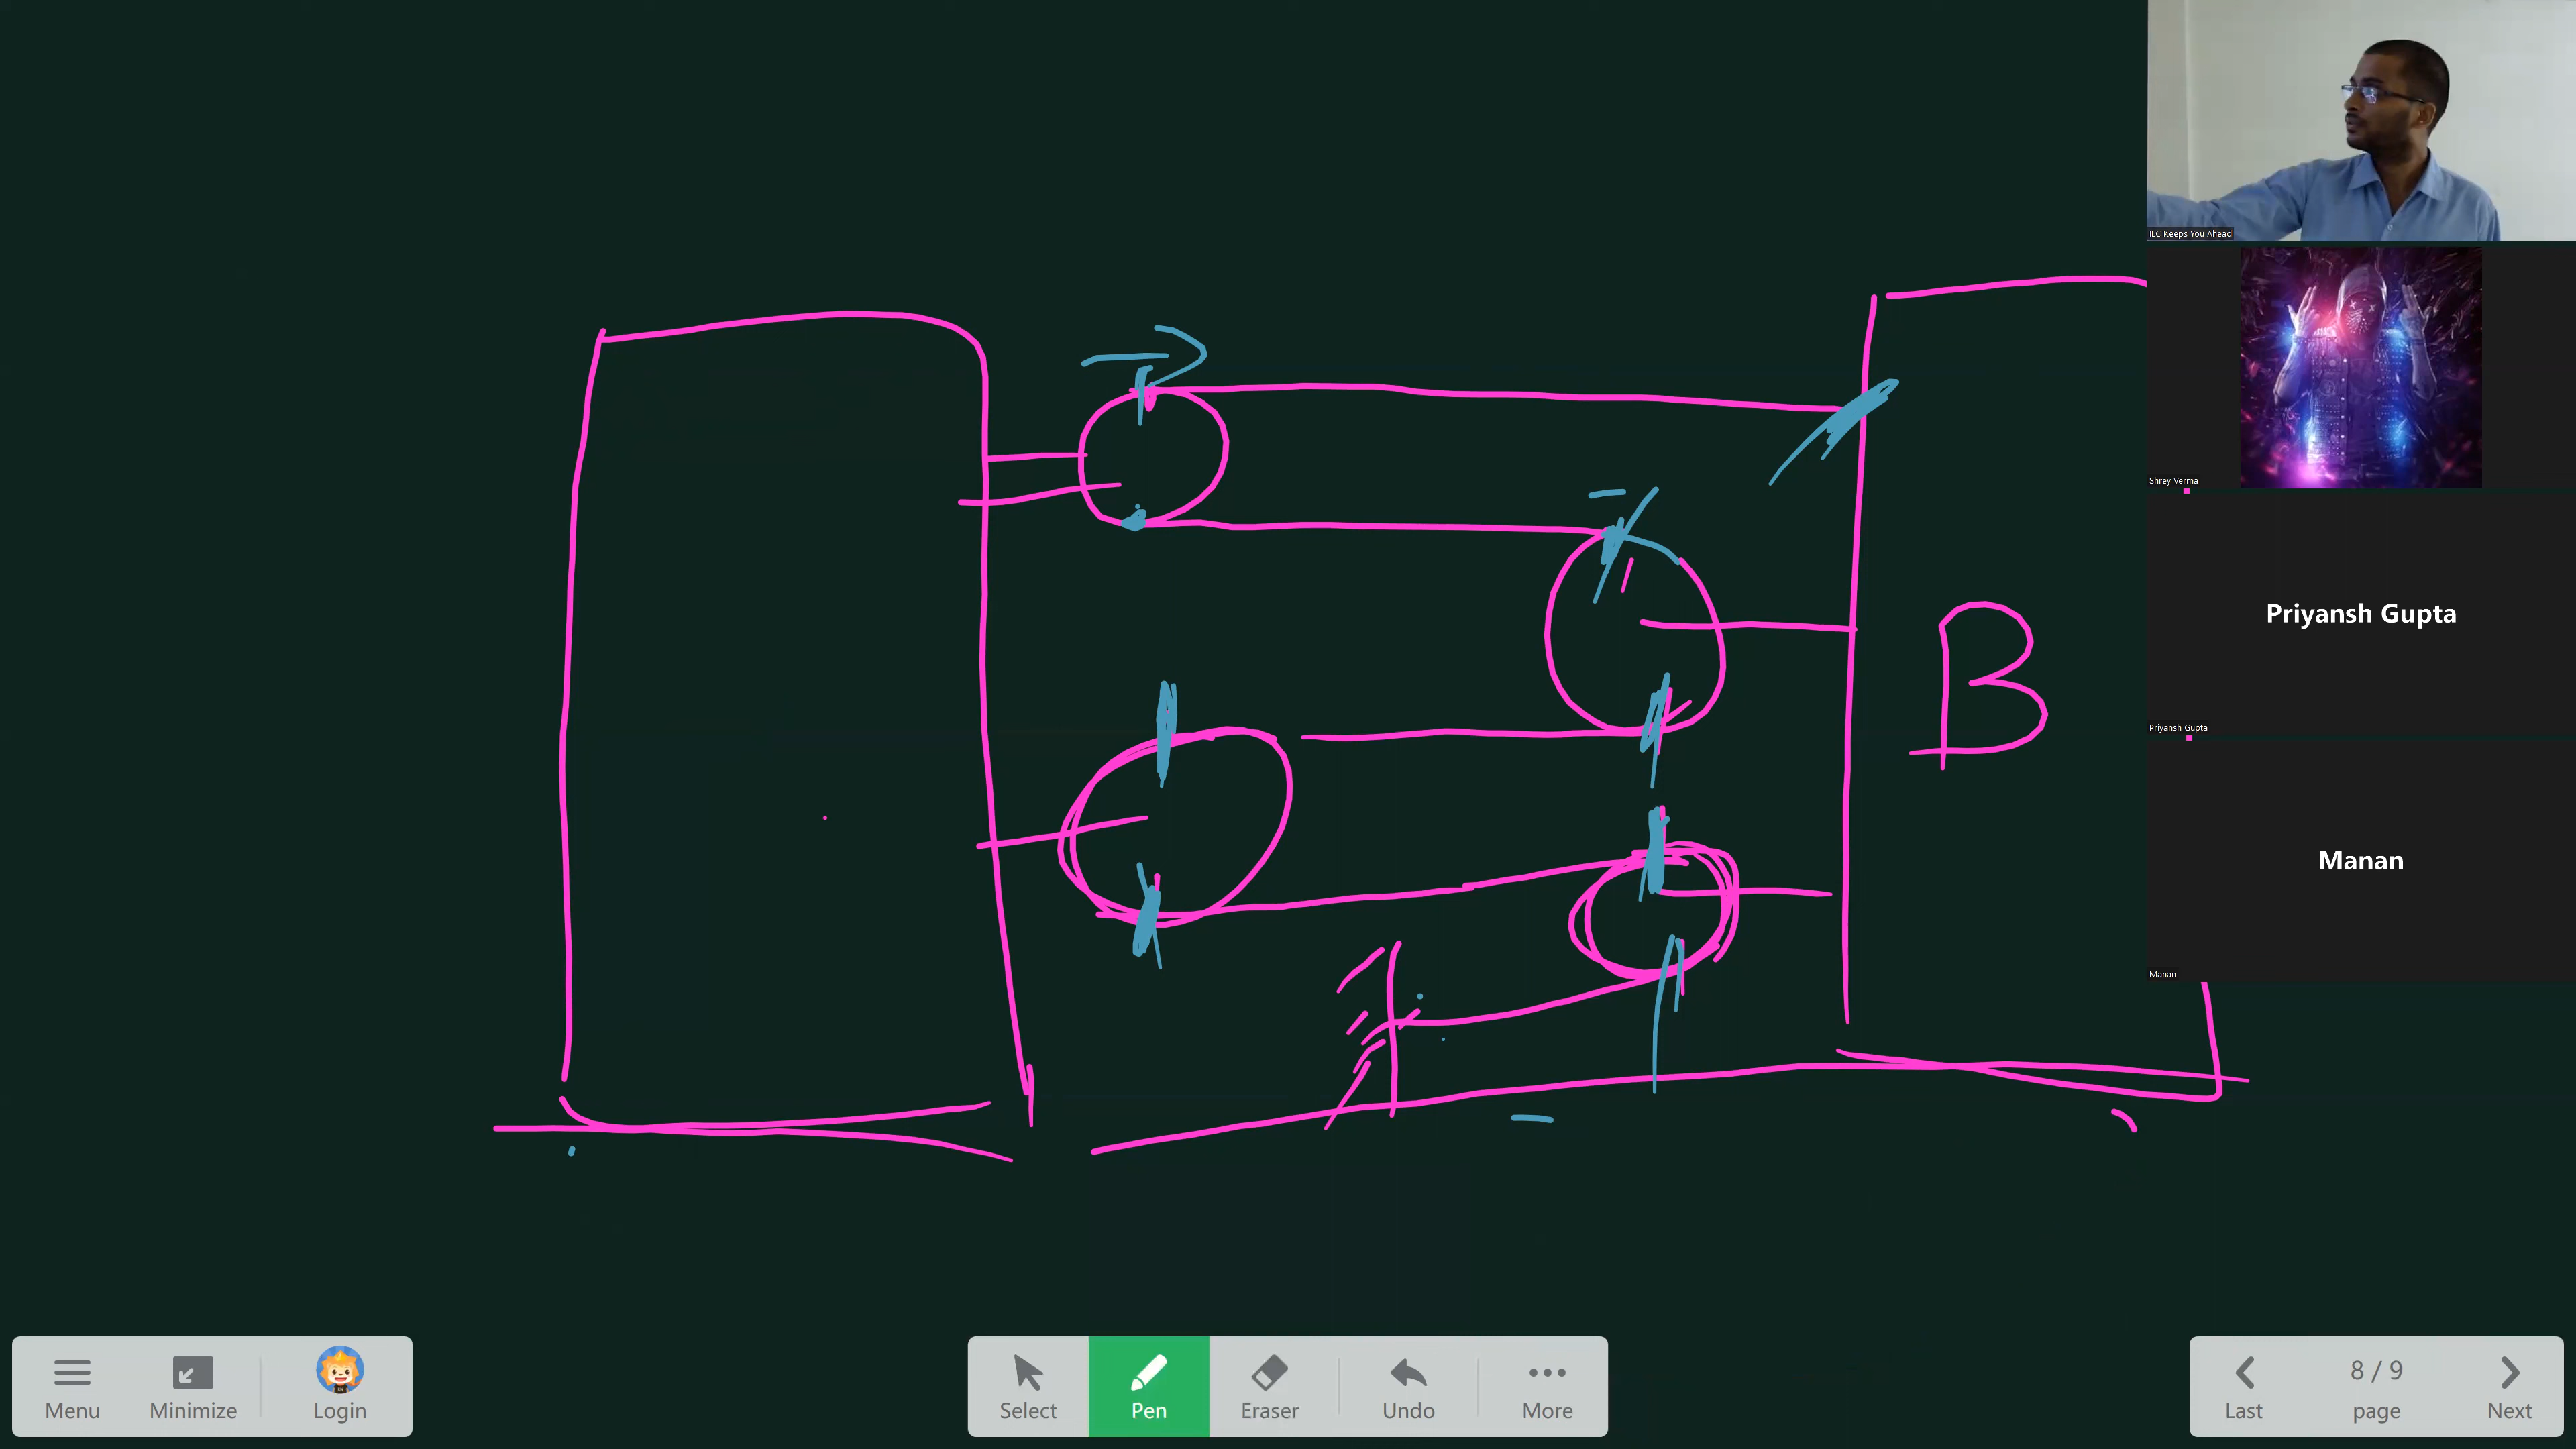 ILC Keeps You Ahead
Shrey Verma
Priyansh Gupta
Priyansh Gupta
B
Manan
Manan
Menu
Minimize
Login
Select
Pen
Eraser
Undo
More
Last
8 / 9
page
Next